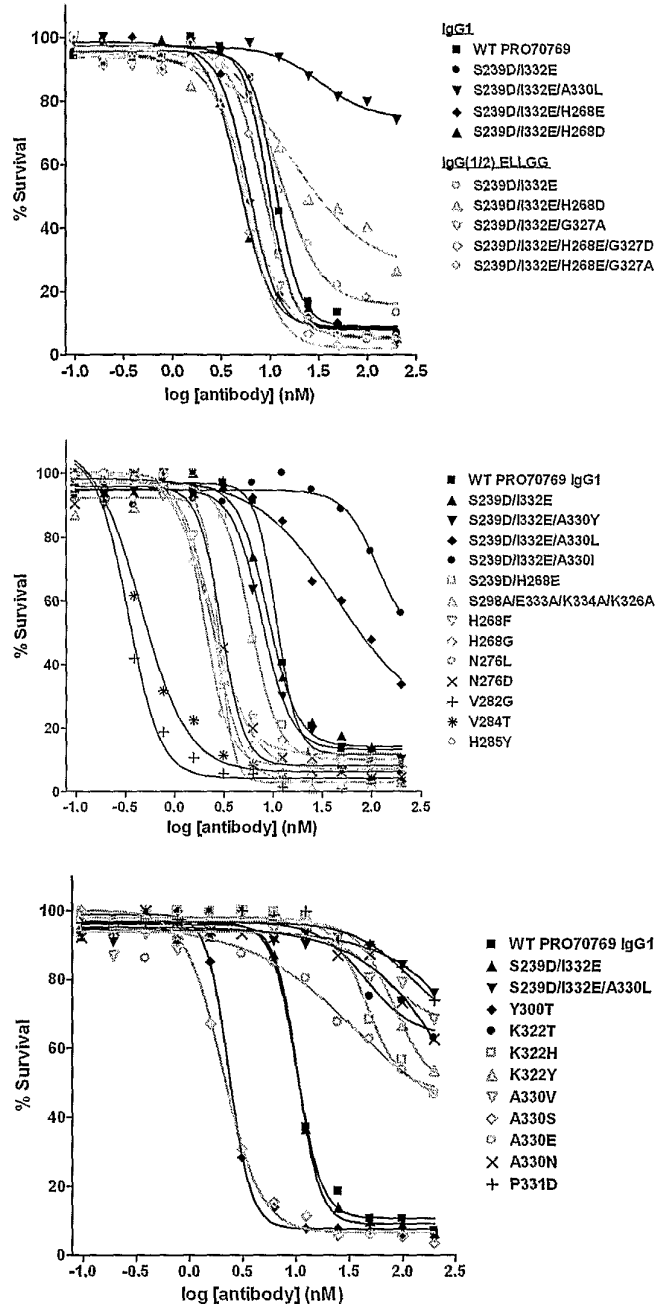 % Survival
100
80
60
40
20
0
-1.0 -0.5 0.0 0.5 1.0 1.5 2.0 2.5
log [antibody] (nM)
IgG1
WT PRO70769
S239D/I332E
S239D/I332E/A330L
S239D/I332E/H268E
S239D/I332E/H268D
IgG(1/2) ELLGG
S239D/I332E
S239D/I332E/H268D
S239D/I332E/G327A
S239D/I332E/H268E/G327D
S239D/I332E/H268E/G327A
% Survival
100
80
60
40
20
0
-1.0 -0.5 0.0 0.5 1.0 1.5 2.0 2.5
log [antibody] (nM)
WT PRO70769 IgG1
S239D/I332E
S239D/I332E/A330Y
S239D/I332E/A330L
S239D/I332E/A330I
S239D/H268E
S298A/E333A/K334A/K326A
H268F
H268G
N276L
N276D
V282G
V284T
H285Y
% Survival
100
80
60
40
20
0
-1.0 -0.5 0.0 0.5 1.0 1.5 2.0 2.5
log [antibody] (nM)
WT PRO70769 IgG1
S239D/I332E
S239D/I332E/A330L
Y300T
K322T
K322H
K322Y
A330V
A330S
A330E
A330N
P331D